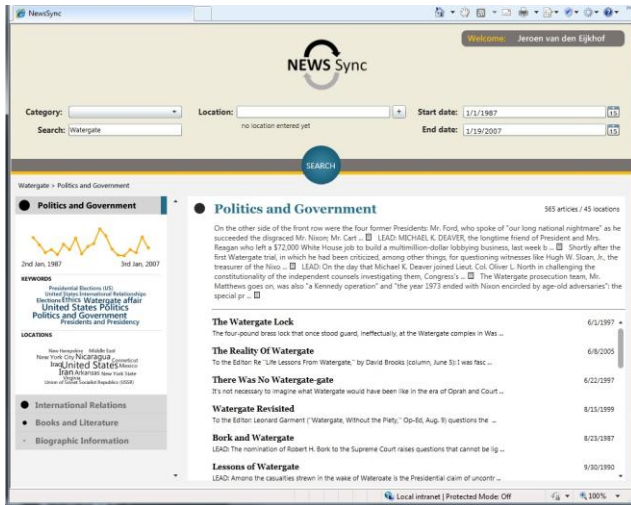 NewsSync
Welcome: Jeroen van den Eijkhof
NEWS Sync
Category:
Location:
+
Start date: 1/1/1987
15
no location entered yet
Search: Watergate
End date: 1/19/2007
15
SEARCH
Watergate > Politics and Government
Politics and Government
2nd Jan, 1987
3rd Jan, 2007
KEYWORDS
Presidential Elections (US)
United States International Relationships
Elections Ethics Watergate affair
United States Politics
Politics and Government
Presidents and Presidency
LOCATIONS
New Hampshire Middle East
New York City Nicaragua Connecticut
Iraq United States Mexico
Iran Arkansas New York State
Virginia
Union of Soviet Socialist Republics (USSR)
International Relations
Books and Literature
Biographic Information
Politics and Government
565 articles / 45 locations
On the other side of the front row were the four former Presidents: Mr. Ford, who spoke of "our long national nightmare" as he
succeeded the disgraced Mr. Nixon; Mr. Cart ...
LEAD: MICHAEL K. DEAVER, the longtime friend of President and Mrs.
Reagan who left a $72,000 White House job to build a multimillion-dollar lobbying business, last week b ...
Shortly after the
first Watergate trial, in which he had been criticized, among other things, for questioning witnesses like Hugh W. Sloan, Jr., the
treasurer of the Nixo ...
LEAD: On the day that Michael K. Deaver joined Lieut. Col. Oliver L. North in challenging the
constitutionality of the independent counsels investigating them, Congress's ...
The Watergate prosecution team, Mr.
Matthews goes on, was also "a Kennedy operation" and "the year 1973 ended with Nixon encircled by age-old adversaries": the
special pr ...
The Watergate Lock
6/1/1997
The four-pound brass lock that once stood guard, ineffectually, at the Watergate complex in Was ...
The Reality Of Watergate
6/8/2005
To the Editor: Re "Life Lessons From Watergate," by David Brooks (column, June 5): I was fasc ...
There Was No Watergate-gate
6/22/1997
It's not necessary to imagine what Watergate would have been like in the era of Oprah and Court ...
Watergate Revisited
8/15/1999
To the Editor: Leonard Garment ("Watergate, Without the Piety," Op-Ed, Aug. 9) questions the ...
Bork and Watergate
8/23/1987
LEAD: The nomination of Robert H. Bork to the Supreme Court raises questions that cannot be lig ...
Lessons of Watergate
9/30/1990
LEAD: Among the casualties strewn in the wake of Watergate is the Presidential claim of uncontr ...
Local intranet | Protected Mode: Off
100%